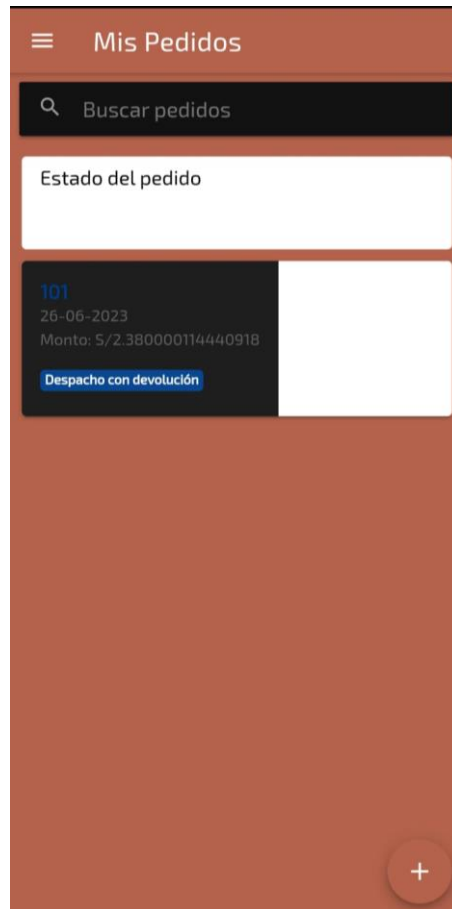 Mis Pedidos
Buscar pedidos
Estado del pedido
101
26-06-2023
Monto: S/2.380000114440918
Despacho con devolución